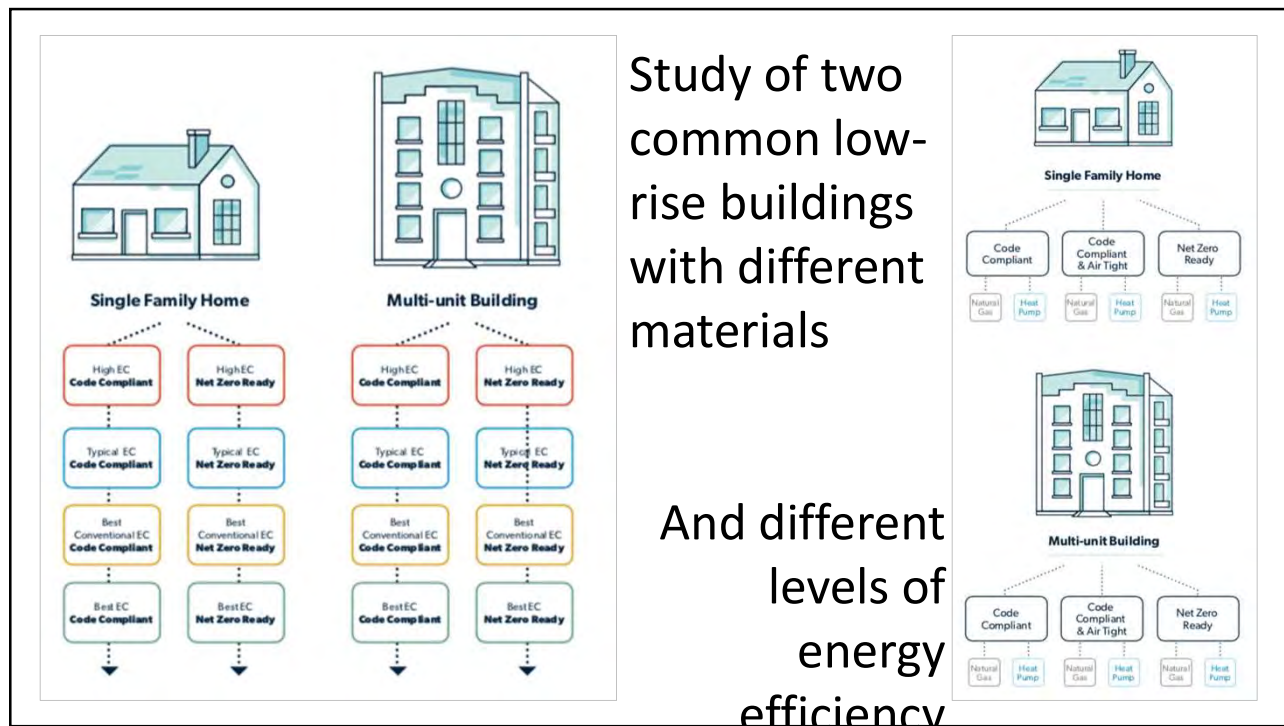 Single Family Home
High EC
Code Compliant
High EC
Net Zero Ready
Typical EC
Code Compliant
Typical EC
Net Zero Ready
Best
Conventional EC
Code Compliant
Best
Conventional EC
Net Zero Ready
Best EC
Code Compliant
Best EC
Net Zero Ready
Multi-unit Building
High EC
Code Compliant
High EC
Net Zero Ready
Typical EC
Code Compliant
Typical EC
Net Zero Ready
Best
Conventional EC
Code Compliant
Best
Conventional EC
Net Zero Ready
Best EC
Code Compliant
Best EC
Net Zero Ready
Study of two
common low-
rise buildings
with different
materials
And different
levels of
energy
efficiency
Single Family Home
Code
Compliant
Code
Compliant
& Air Tight
Net Zero
Ready
Natural
Gas
Heat
Pump
Natural
Gas
Heat
Pump
Natural
Gas
Heat
Pump
Multi-unit Building
Code
Compliant
Code
Compliant
& Air Tight
Net Zero
Ready
Natural
Gas
Heat
Pump
Natural
Gas
Heat
Pump
Natural
Gas
Heat
Pump